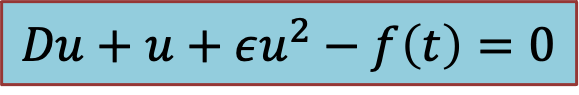 Du + u + ϵu² − f(t) = 0